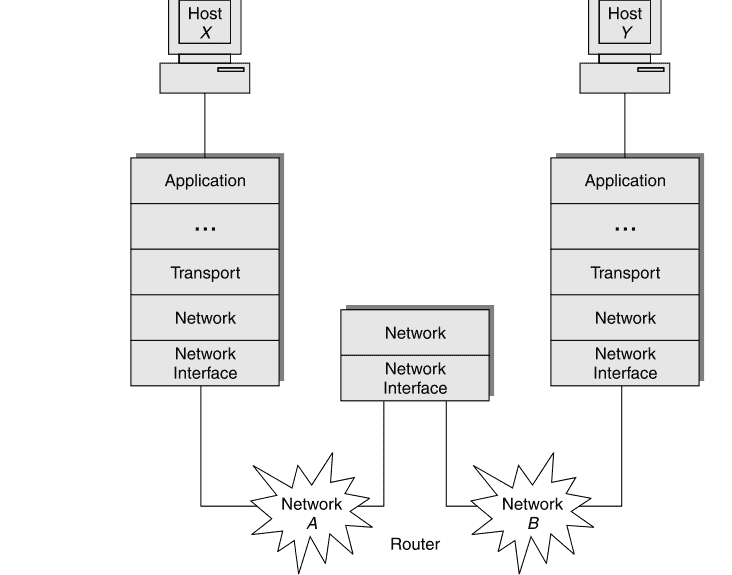 Host
X
Host
Y
Application
...
Transport
Network
Network
Interface
Application
...
Transport
Network
Network
Interface
Network
Network
Interface
Network
A
Network
B
Router